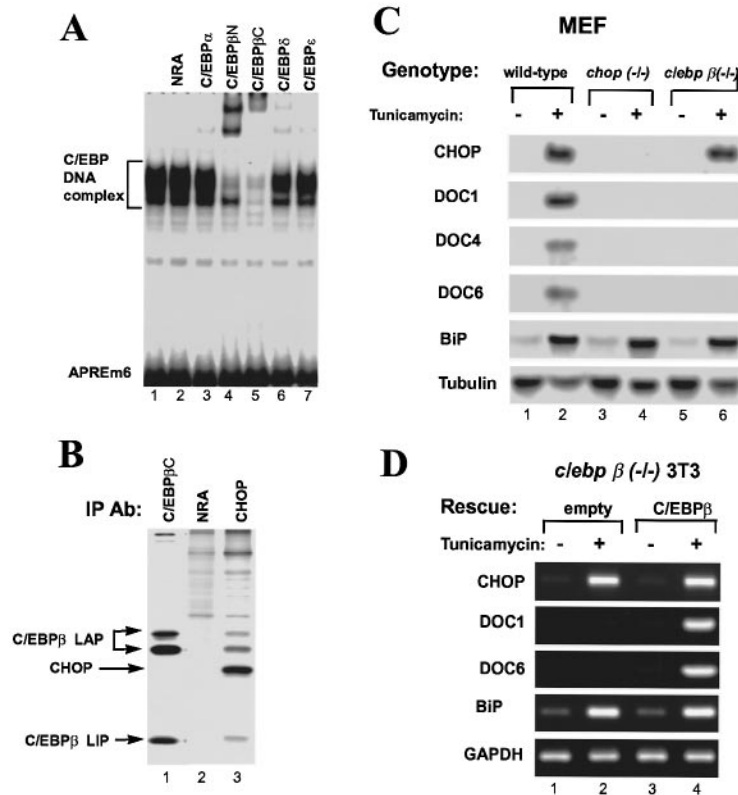 A
NRA
C/EBPα
C/EBPβN
C/EBPβC
C/EBPδ
C/EBPε
C/EBP
DNA
complex
APREm6
1 2 3 4 5 6 7
B
IP Ab:
C/EBPβC
NRA
CHOP
C/EBPβ LAP
CHOP
C/EBPβ LIP
1 2 3
C
MEF
Genotype: wild-type chop (-/-) c/ebp β(-/-)
Tunicamycin: - + - + - +
CHOP
DOC1
DOC4
DOC6
BiP
Tubulin
1 2 3 4 5 6
D
c/ebp β (-/-) 3T3
Rescue: empty C/EBPβ
Tunicamycin: - + - +
CHOP
DOC1
DOC6
BiP
GAPDH
1 2 3 4